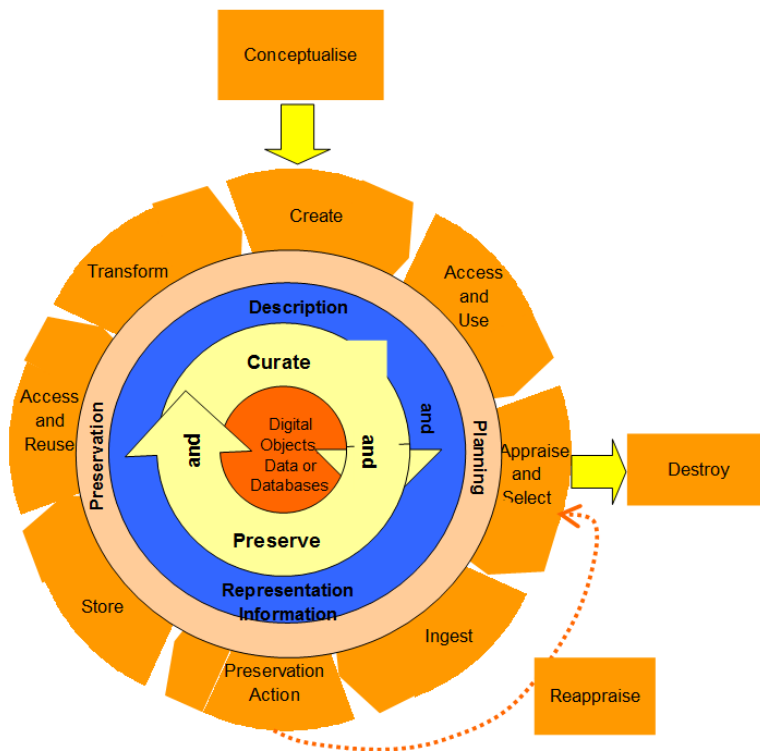 Conceptualise
Create
Access
and
Use
Transform
Description
Curate
Access
and
Reuse
Preservation
and
Digital
Objects
Data or
Databases
and
and
Planning
Appraise
and
Select
Destroy
Preserve
Representation
Information
Store
Ingest
Preservation
Action
Reappraise